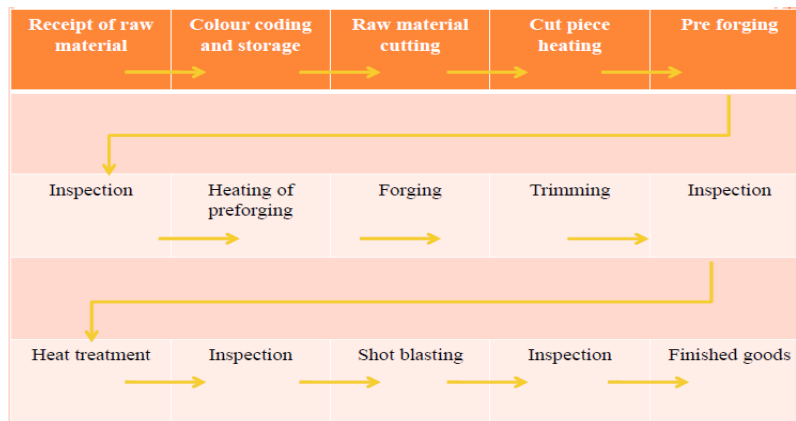 Receipt of raw
material
Colour coding
and storage
Raw material
cutting
Cut piece
heating
Pre forging
Inspection
Heating of
preforging
Forging
Trimming
Inspection
Heat treatment
Inspection
Shot blasting
Inspection
Finished goods